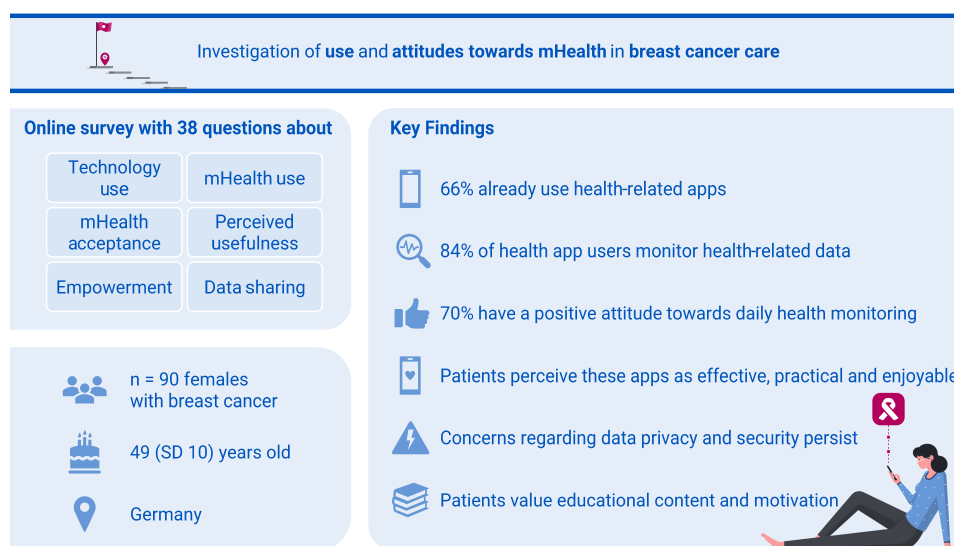 Investigation of use and attitudes towards mHealth in breast cancer care
Online survey with 38 questions about
Technology
use
mHealth use
mHealth
acceptance
Perceived
usefulness
Empowerment
Data sharing
n = 90 females
with breast cancer
49 (SD 10) years old
Germany
Key Findings
66% already use health-related apps
84% of health app users monitor health-related data
70% have a positive attitude towards daily health monitoring
Patients perceive these apps as effective, practical and enjoyable
Concerns regarding data privacy and security persist
Patients value educational content and motivation